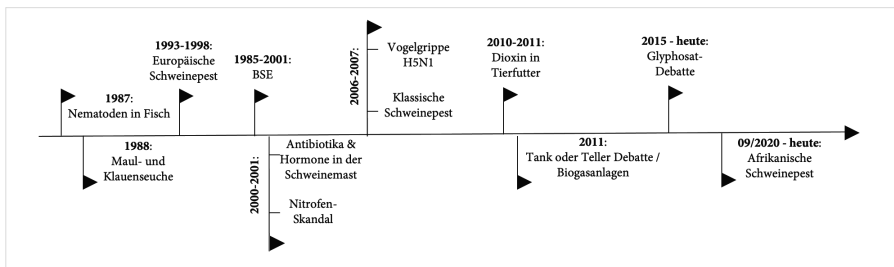 1987:
Nematoden in Fisch
1988:
Maul- und
Klauenseuche
1993-1998:
Europäische
Schweinepest
1985-2001:
BSE
2000-2001:
Antibiotika &
Hormone in der
Schweinemast
Nitrofen-
Skandal
2006-2007:
Vogelgrippe
H5N1
Klassische
Schweinepest
2010-2011:
Dioxin in
Tierfutter
2011:
Tank oder Teller Debatte /
Biogasanlagen
2015 - heute:
Glyphosat-
Debatte
09/2020 - heute:
Afrikanische
Schweinepest